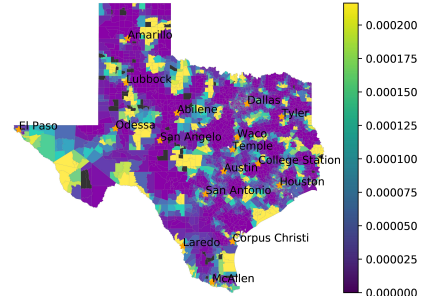 Amarillo
Lubbock
Abilene
Dallas
Tyler
El Paso
Odessa
San Angelo
Waco
Temple
College Station
Austin
San Antonio
Houston
Laredo
Corpus Christi
McAllen
0.000200
0.000175
0.000150
0.000125
0.000100
0.000075
0.000050
0.000025
0.000000